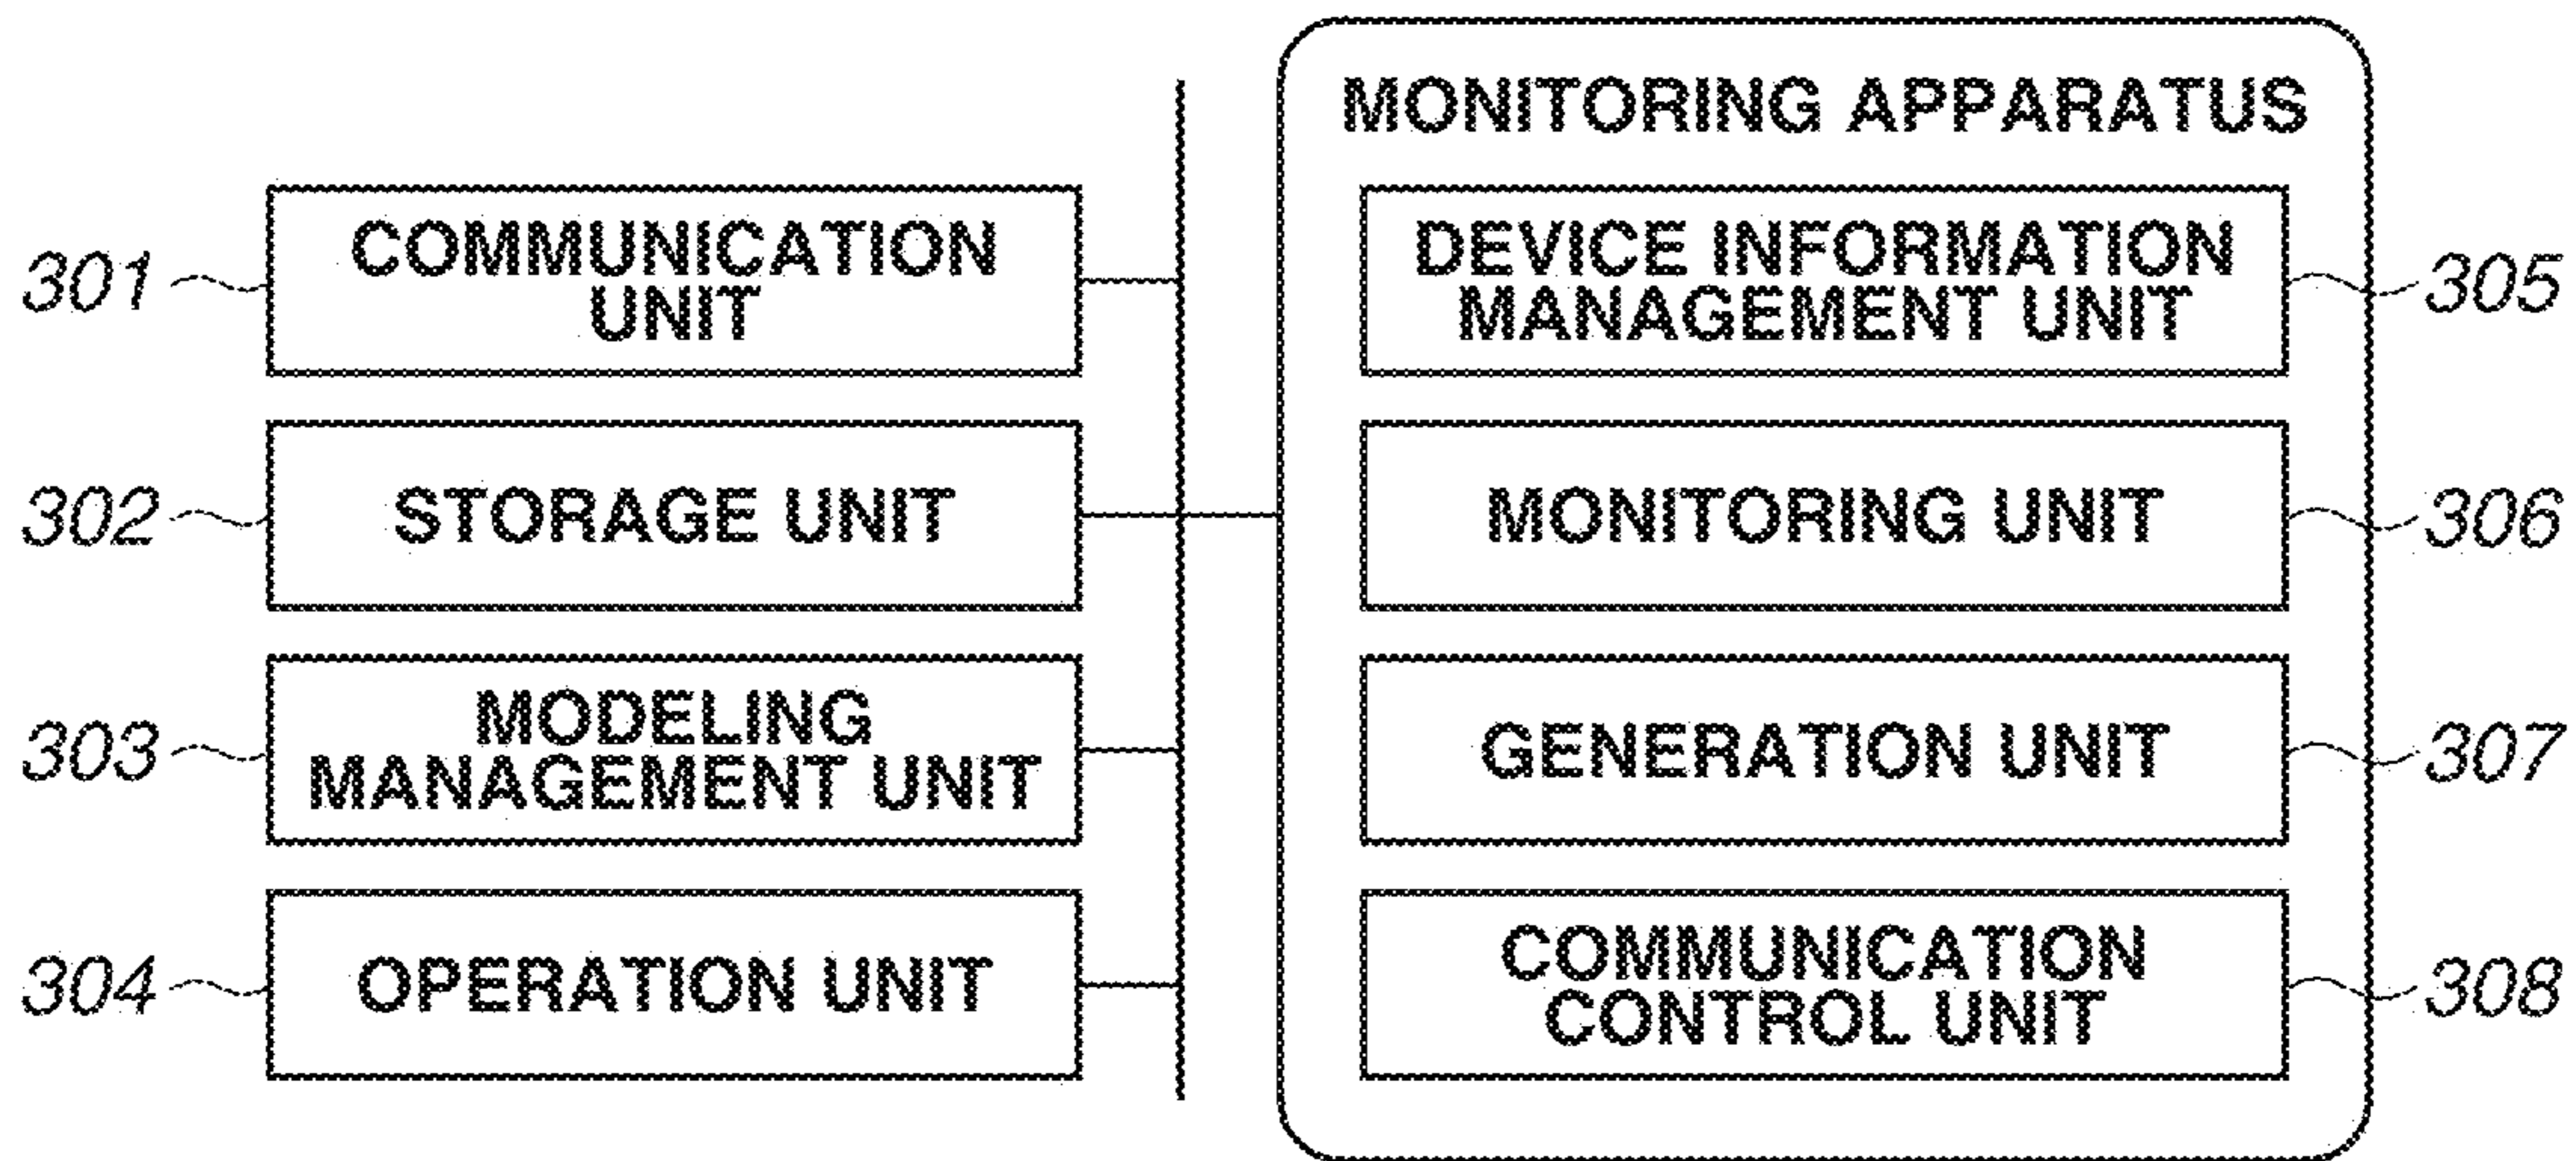 MONITORING APPARATUS
301
COMMUNICATION
UNIT
302
STORAGE UNIT
303
MODELING
MANAGEMENT UNIT
304
OPERATION UNIT
DEVICE INFORMATION
MANAGEMENT UNIT
305
MONITORING UNIT
306
GENERATION UNIT
307
COMMUNICATION
CONTROL UNIT
308